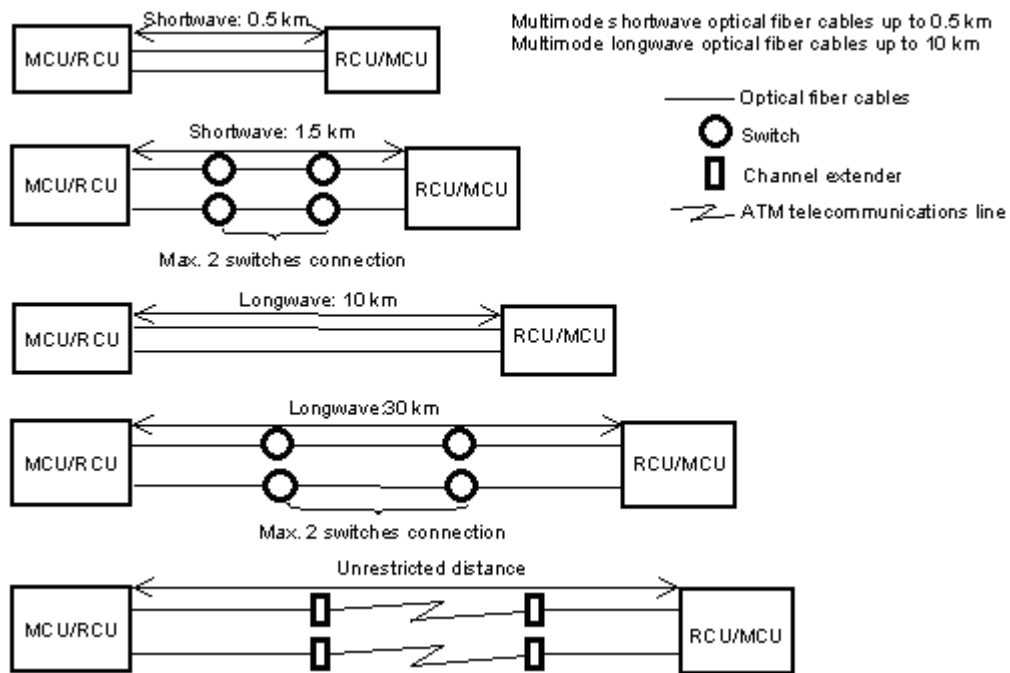 Shortwave: 0.5 km
MCU/RCU
RCU/MCU
Multimode shortwave optical fiber cables up to 0.5 km
Multimode longwave optical fiber cables up to 10 km
Optical fiber cables
Switch
Channel extender
ATM telecommunications line
Shortwave: 1.5 km
MCU/RCU
RCU/MCU
Max. 2 switches connection
Longwave: 10 km
MCU/RCU
RCU/MCU
Longwave:30 km
MCU/RCU
RCU/MCU
Max. 2 switches connection
Unrestricted distance
MCU/RCU
RCU/MCU